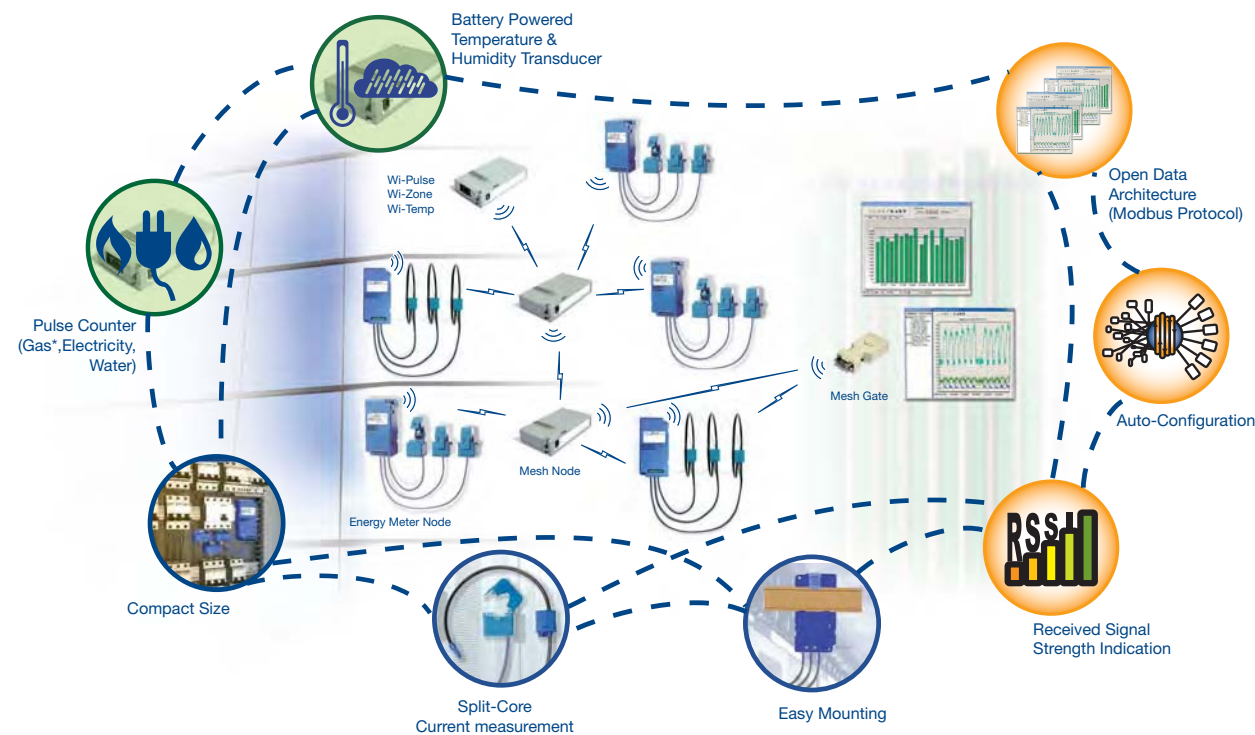 Battery Powered
Temperature &
Humidity Transducer
Wi-Pulse
Wi-Zone
Wi-Temp
Open Data
Architecture
(Modbus Protocol)
Pulse Counter
(Gas*,Electricity,
Water)
Mesh Gate
Auto-Configuration
Mesh Node
Energy Meter Node
RSSI
Compact Size
Received Signal
Strength Indication
Split-Core
Current measurement
Easy Mounting